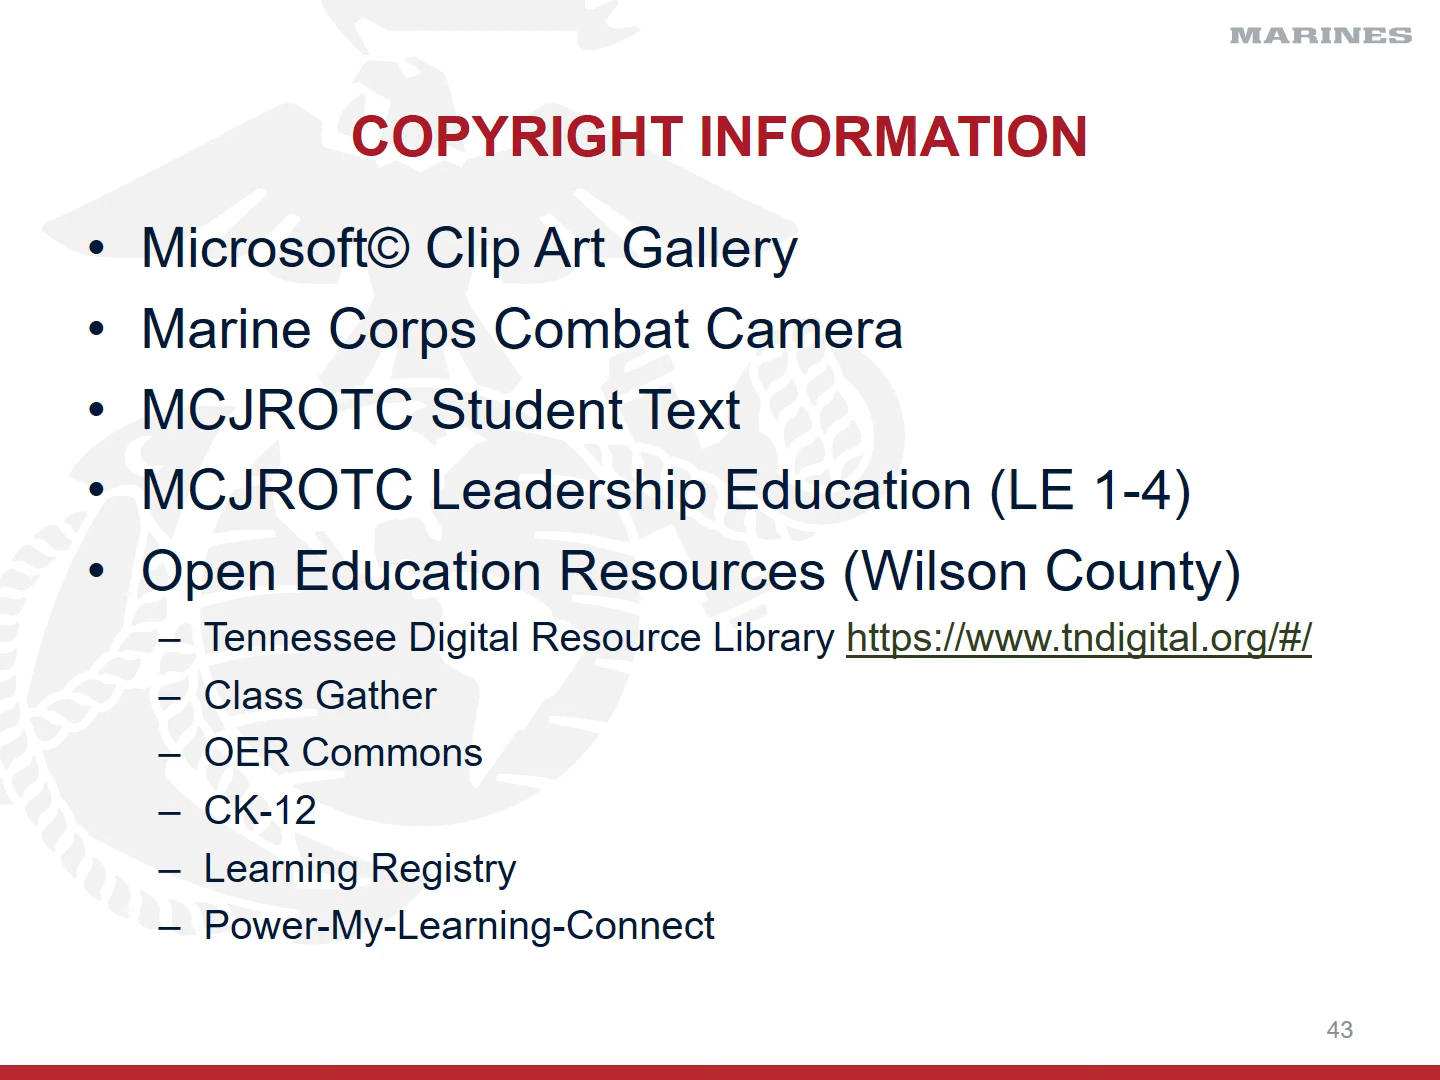 MARINES
COPYRIGHT INFORMATION
• Microsoft© Clip Art Gallery
• Marine Corps Combat Camera
• MCJROTC Student Text
• MCJROTC Leadership Education (LE 1-4)
• Open Education Resources (Wilson County)
– Tennessee Digital Resource Library https://www.tndigital.org/#/
– Class Gather
– OER Commons
– CK-12
– Learning Registry
– Power-My-Learning-Connect
43